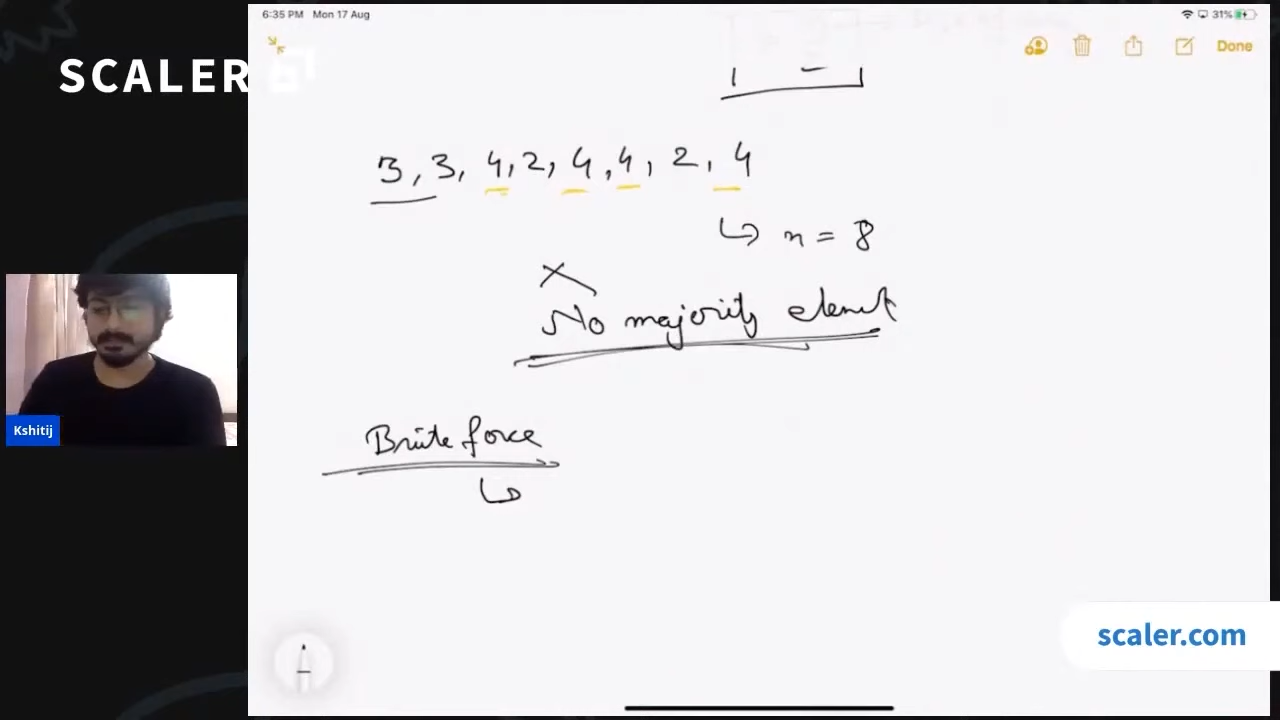 6:35 PM Mon 17 Aug
31%
SCALER
Done
3, 3, 4, 2, 4, 4, 2, 4
↳ n = 8
No majority elemet
Kshitij
Brute force
scaler.com